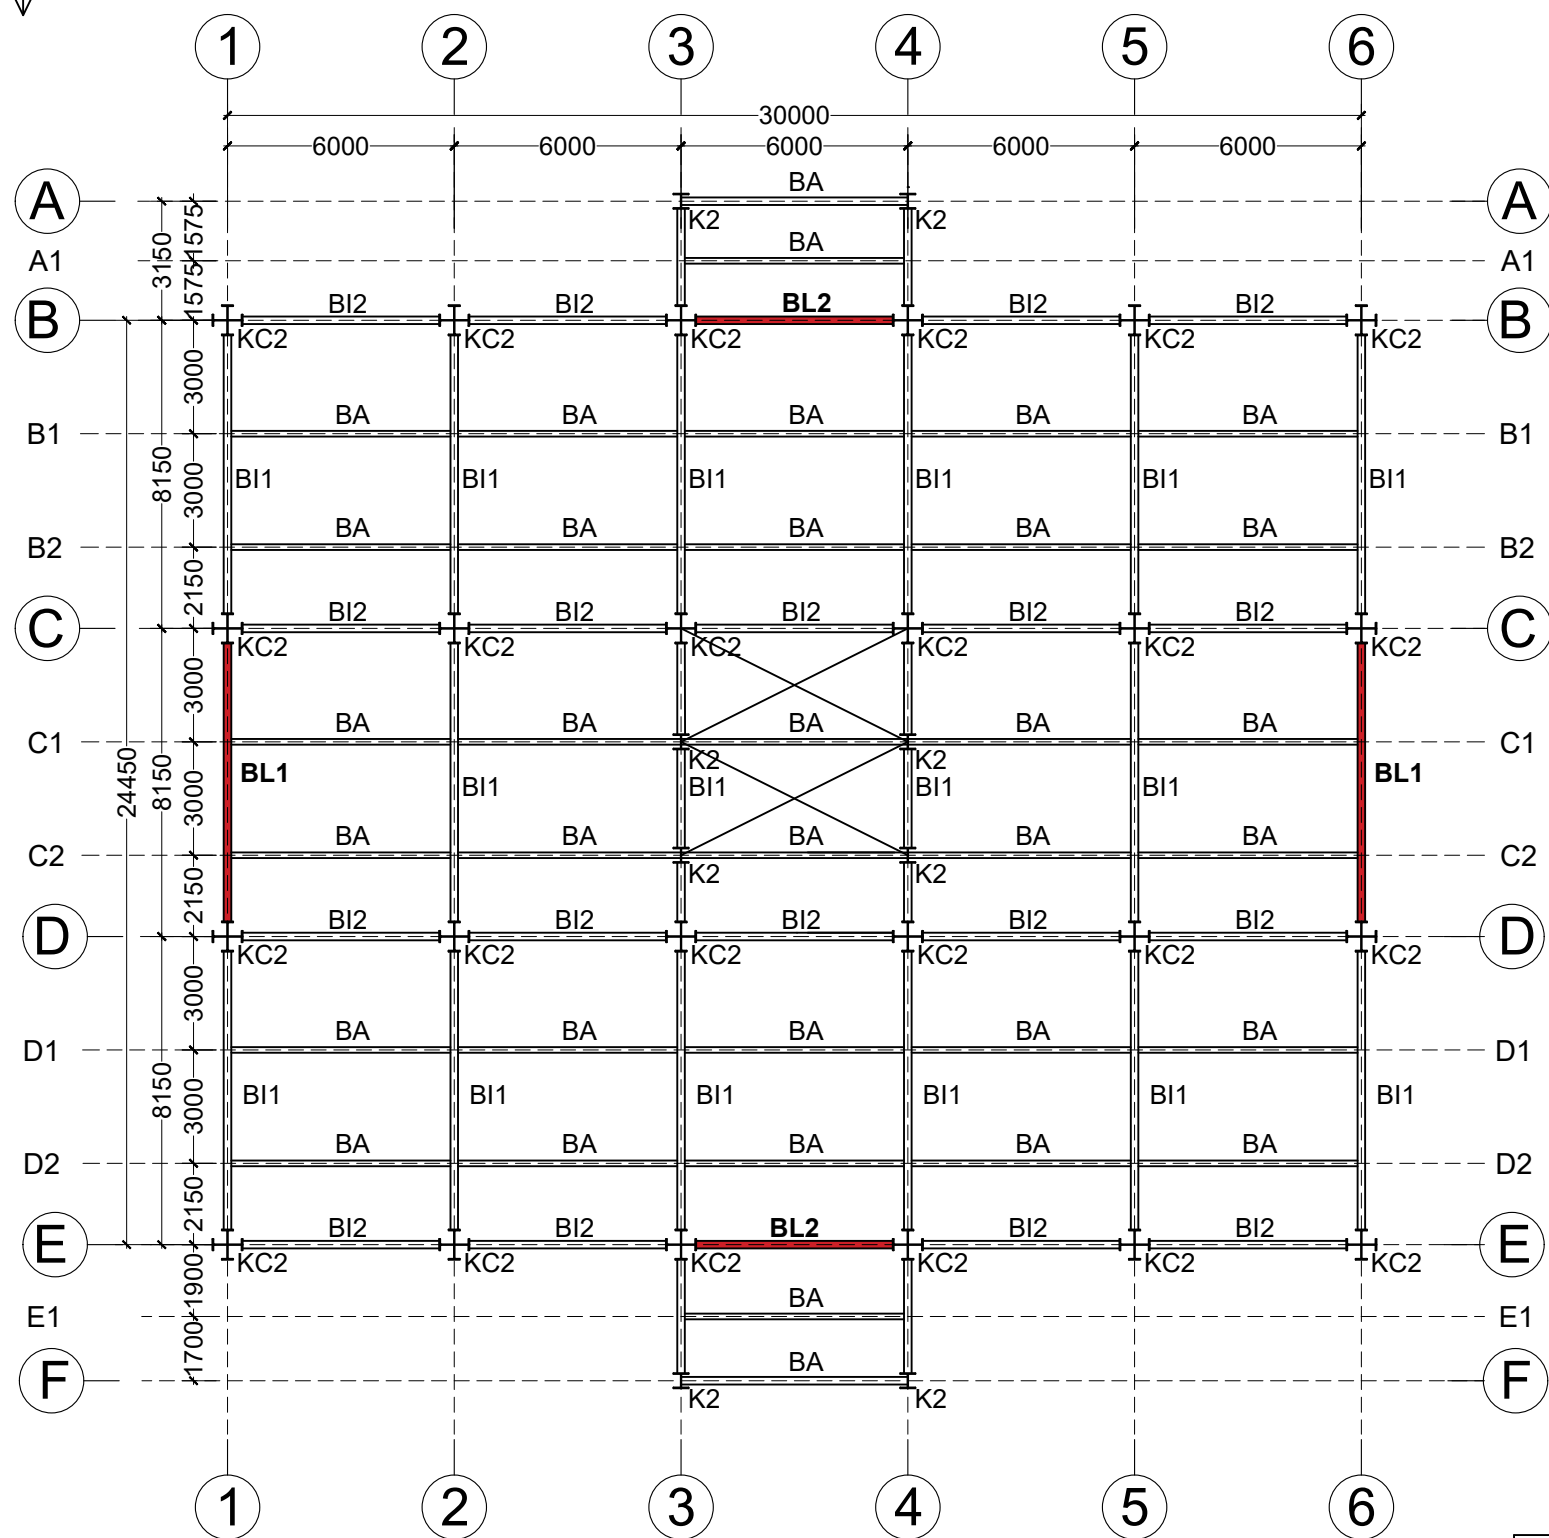 1 2 3 4 5 6
30000
6000 6000 6000 6000 6000
BA
A A
K2 K2
1575
3150
BA
A1 A1
1575
BI2 BI2 BL2 BI2 BI2
B B
KC2 KC2 KC2 KC2 KC2 KC2
3000
BA BA BA BA BA
B1 B1
8150 3000
BI1 BI1 BI1 BI1 BI1 BI1
BA BA BA BA BA
B2 B2
2150
BI2 BI2 BI2 BI2 BI2
C C
KC2 KC2 KC2 KC2 KC2 KC2
3000
BA BA BA BA BA
C1 C1
K2 K2
24450 8150 3000
BL1 BI1 BI1 BI1 BI1 BL1
BA BA BA BA BA
C2 C2
K2 K2
2150
BI2 BI2 BI2 BI2 BI2
D D
KC2 KC2 KC2 KC2 KC2 KC2
3000
BA BA BA BA BA
D1 D1
8150 3000
BI1 BI1 BI1 BI1 BI1 BI1
BA BA BA BA BA
D2 D2
2150
BI2 BI2 BL2 BI2 BI2
E E
KC2 KC2 KC2 KC2 KC2 KC2
1900
BA
E1 E1
1700
BA
F F
K2 K2
1 2 3 4 5 6